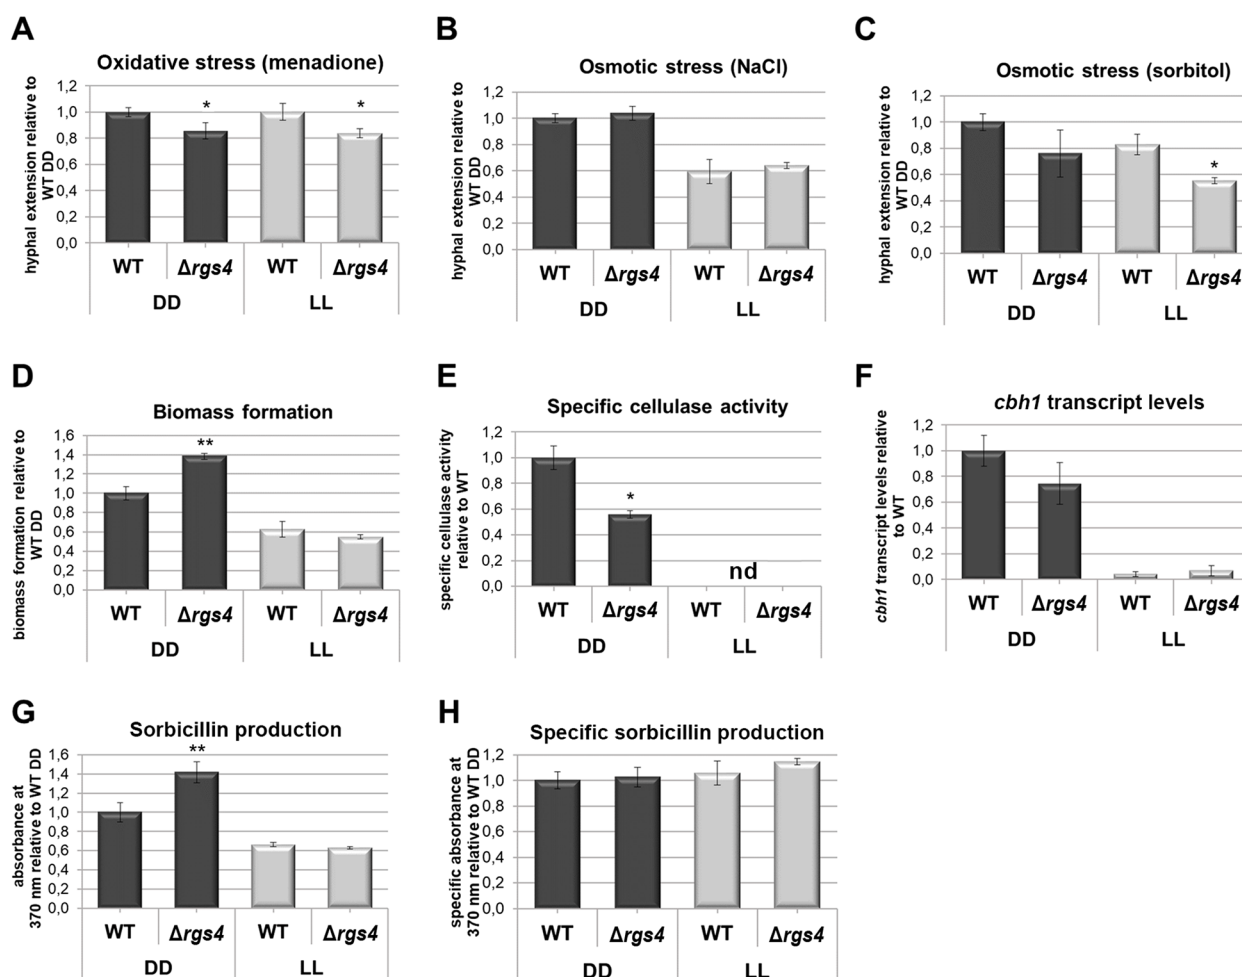 A
Oxidative stress (menadione)
hyphal extension relative to
WT DD
1,2
1,0
0,8
0,6
0,4
0,2
0,0
* *
WT Δrgs4 WT Δrgs4
DD LL
B
Osmotic stress (NaCl)
hyphal extension relative to
WT DD
1,2
1,0
0,8
0,6
0,4
0,2
0,0
WT Δrgs4 WT Δrgs4
DD LL
C
Osmotic stress (sorbitol)
hyphal extension relative to
WT DD
1,2
1,0
0,8
0,6
0,4
0,2
0,0
*
WT Δrgs4 WT Δrgs4
DD LL
D
Biomass formation
biomass formation relative to
WT DD
1,6
1,4
1,2
1,0
0,8
0,6
0,4
0,2
0,0
**
WT Δrgs4 WT Δrgs4
DD LL
E
Specific cellulase activity
specific cellulase activity
relative to WT
1,2
1,0
0,8
0,6
0,4
0,2
0,0
*
nd
WT Δrgs4 WT Δrgs4
DD LL
F
cbh1 transcript levels
cbh1 transcript levels relative
to WT
1,2
1,0
0,8
0,6
0,4
0,2
0,0
WT Δrgs4 WT Δrgs4
DD LL
G
Sorbicillin production
absorbance at
370 nm relative to WT DD
1,6
1,4
1,2
1,0
0,8
0,6
0,4
0,2
0,0
**
WT Δrgs4 WT Δrgs4
DD LL
H
Specific sorbicillin production
specific absorbance at
370 nm relative to WT DD
1,2
1,0
0,8
0,6
0,4
0,2
0,0
WT Δrgs4 WT Δrgs4
DD LL